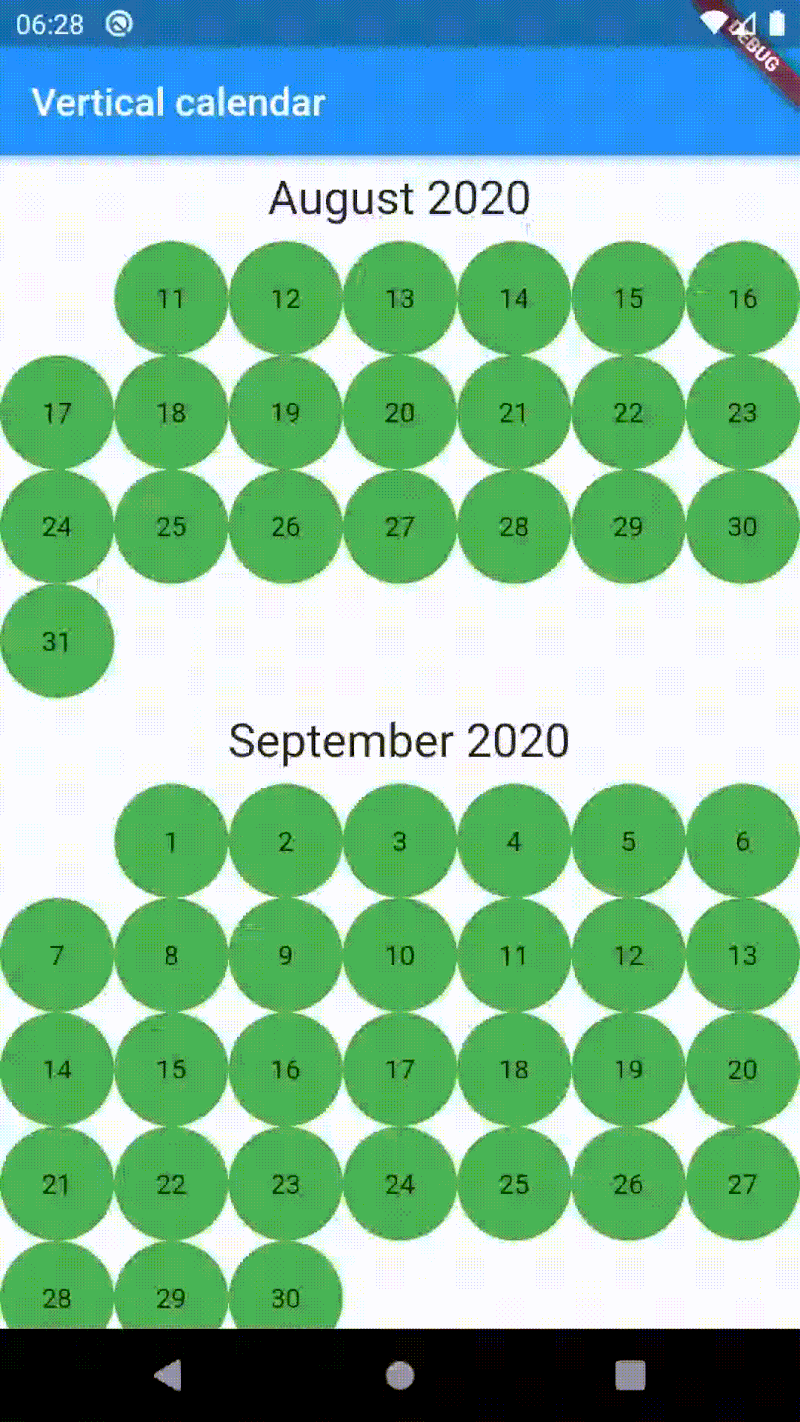 06:28
DEBUG
Vertical calendar
August 2020
11 12 13 14 15 16
17 18 19 20 21 22 23
24 25 26 27 28 29 30
31
September 2020
1 2 3 4 5 6
7 8 9 10 11 12 13
14 15 16 17 18 19 20
21 22 23 24 25 26 27
28 29 30